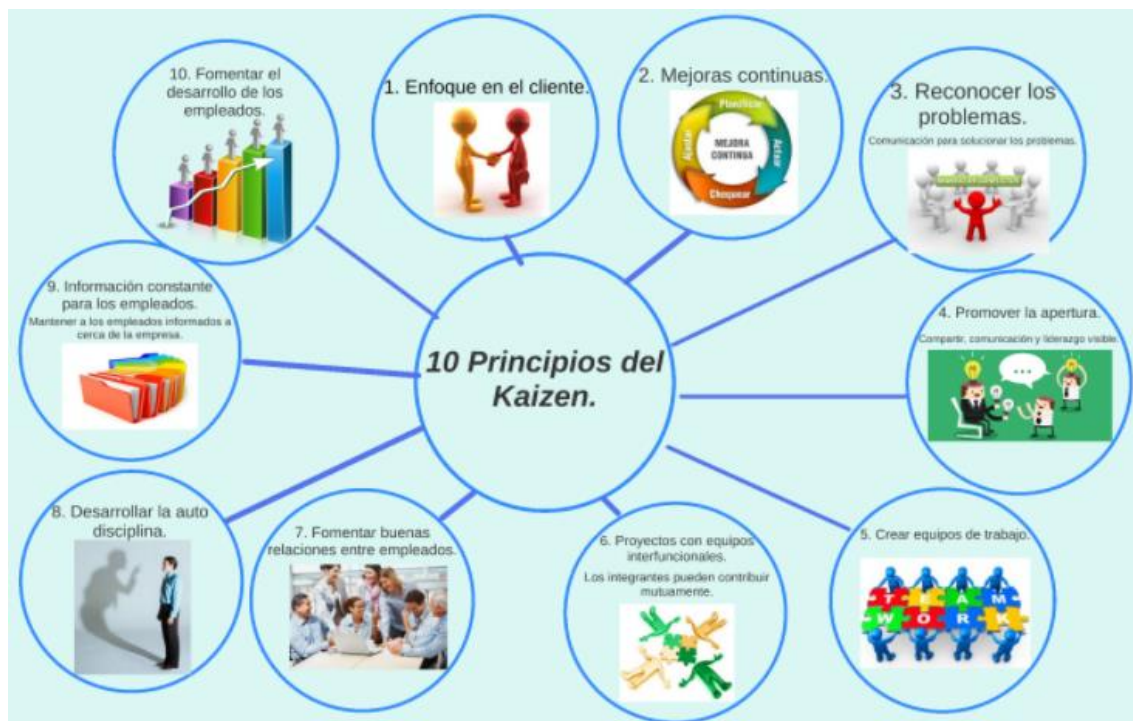 10 Principios del
Kaizen.
1. Enfoque en el cliente.
2. Mejoras continuas.
Planificar
Actuar
Chequear
Ajustar
MEJORA
CONTINUA
3. Reconocer los
problemas.
Comunicación para solucionar los problemas.
4. Promover la apertura.
Compartir, comunicación y liderazgo visible.
...
5. Crear equipos de trabajo.
TEAM
WORK
6. Proyectos con equipos
interfuncionales.
Los integrantes pueden contribuir
mutuamente.
7. Fomentar buenas
relaciones entre empleados.
8. Desarrollar la auto
disciplina.
9. Información constante
para los empleados.
Mantener a los empleados informados a
cerca de la empresa.
10. Fomentar el
desarrollo de los
empleados.